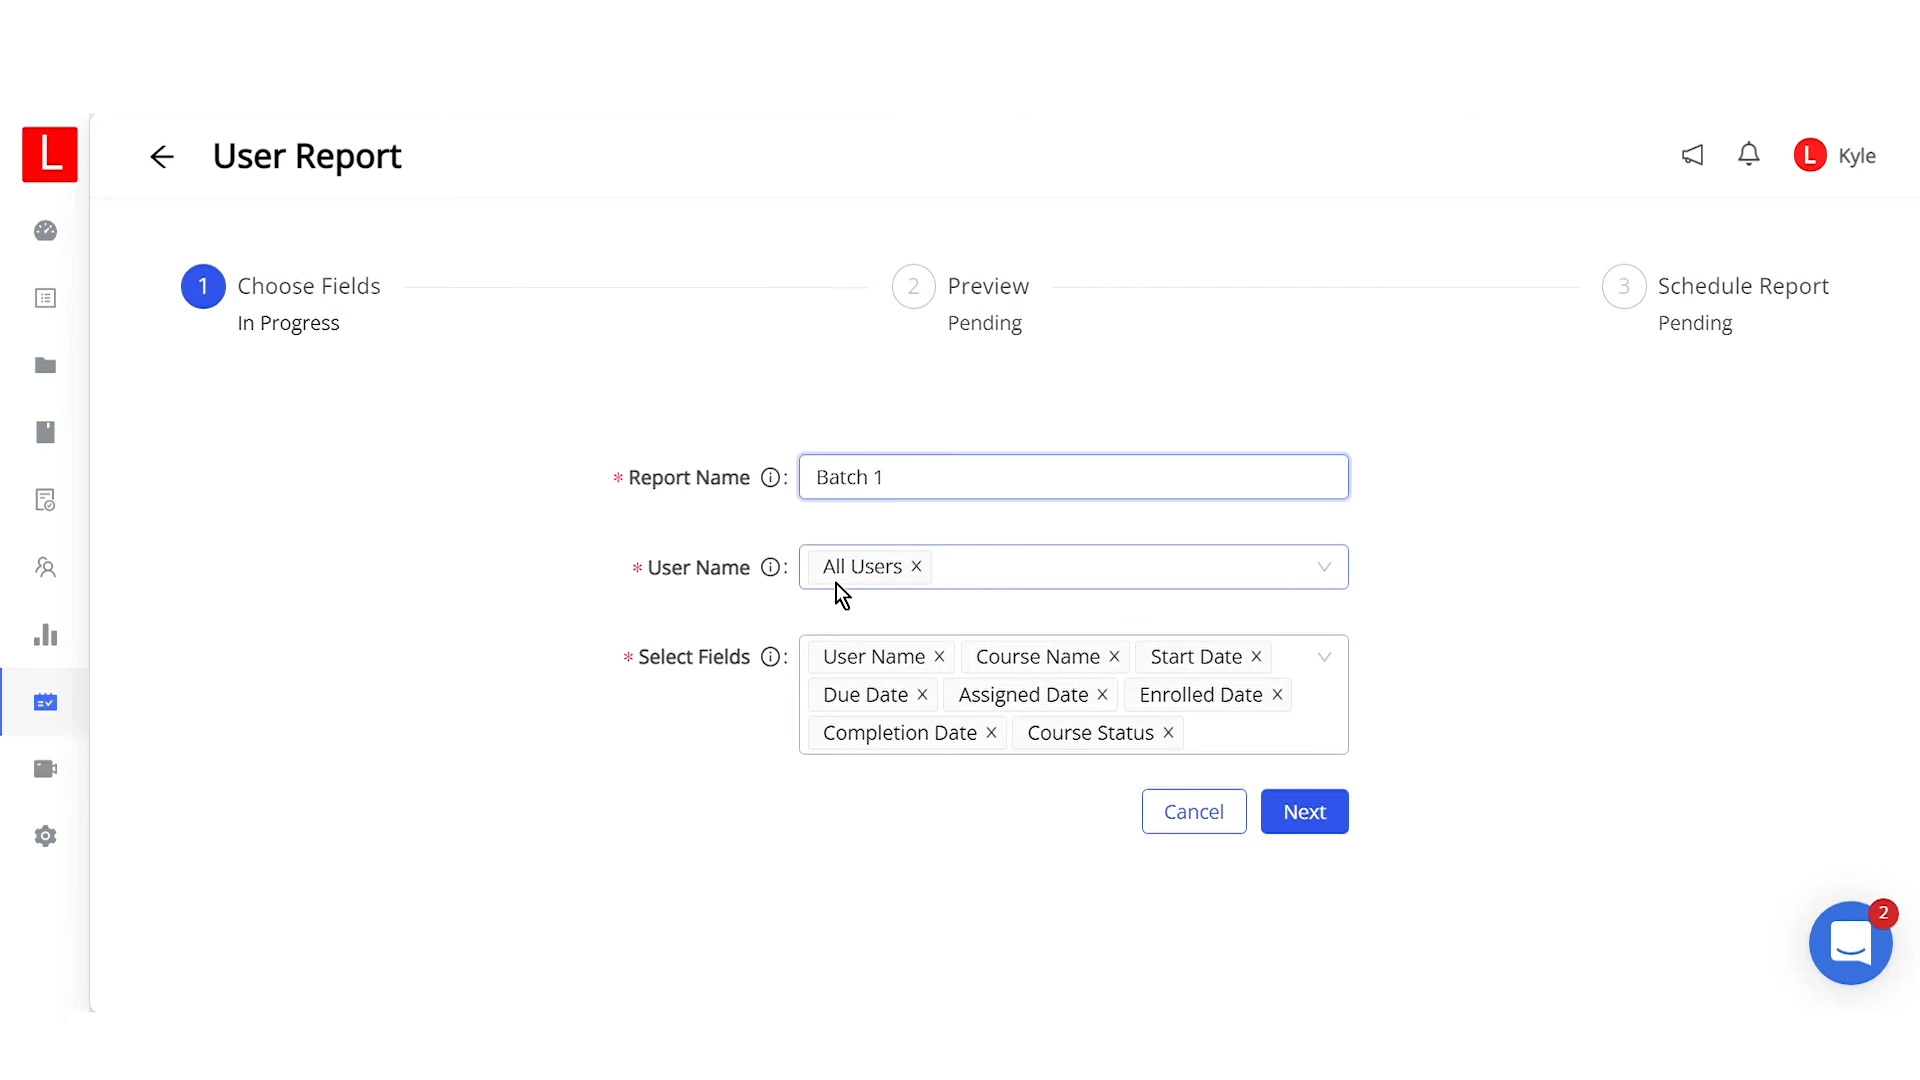 L
User Report
L Kyle
1 Choose Fields
In Progress
2 Preview
Pending
3 Schedule Report
Pending
* Report Name : Batch 1
* User Name : All Users
* Select Fields : User Name Course Name Start Date
Due Date Assigned Date Enrolled Date
Completion Date Course Status
Cancel Next
2